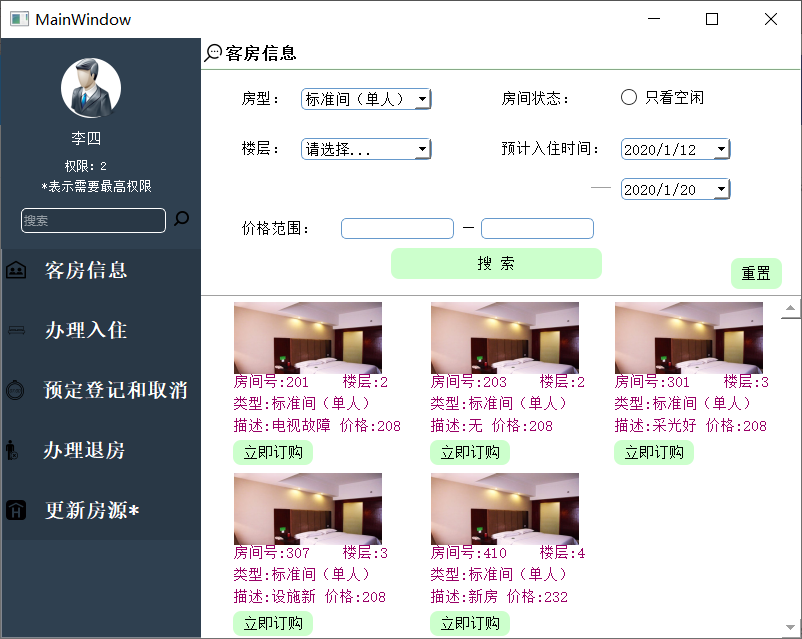 MainWindow
李四
权限: 2
*表示需要最高权限
搜索
客房信息
办理入住
预定登记和取消
办理退房
更新房源*
客房信息
房型： 标准间（单人） 房间状态： 只看空闲
楼层： 请选择... 预计入住时间： 2020/1/12
— 2020/1/20
价格范围： —
搜 索
重置
房间号:201 楼层:2
类型:标准间（单人）
描述:电视故障 价格:208
立即订购
房间号:203 楼层:2
类型:标准间（单人）
描述:无 价格:208
立即订购
房间号:301 楼层:3
类型:标准间（单人）
描述:采光好 价格:208
立即订购
房间号:307 楼层:3
类型:标准间（单人）
描述:设施新 价格:208
立即订购
房间号:410 楼层:4
类型:标准间（单人）
描述:新房 价格:232
立即订购